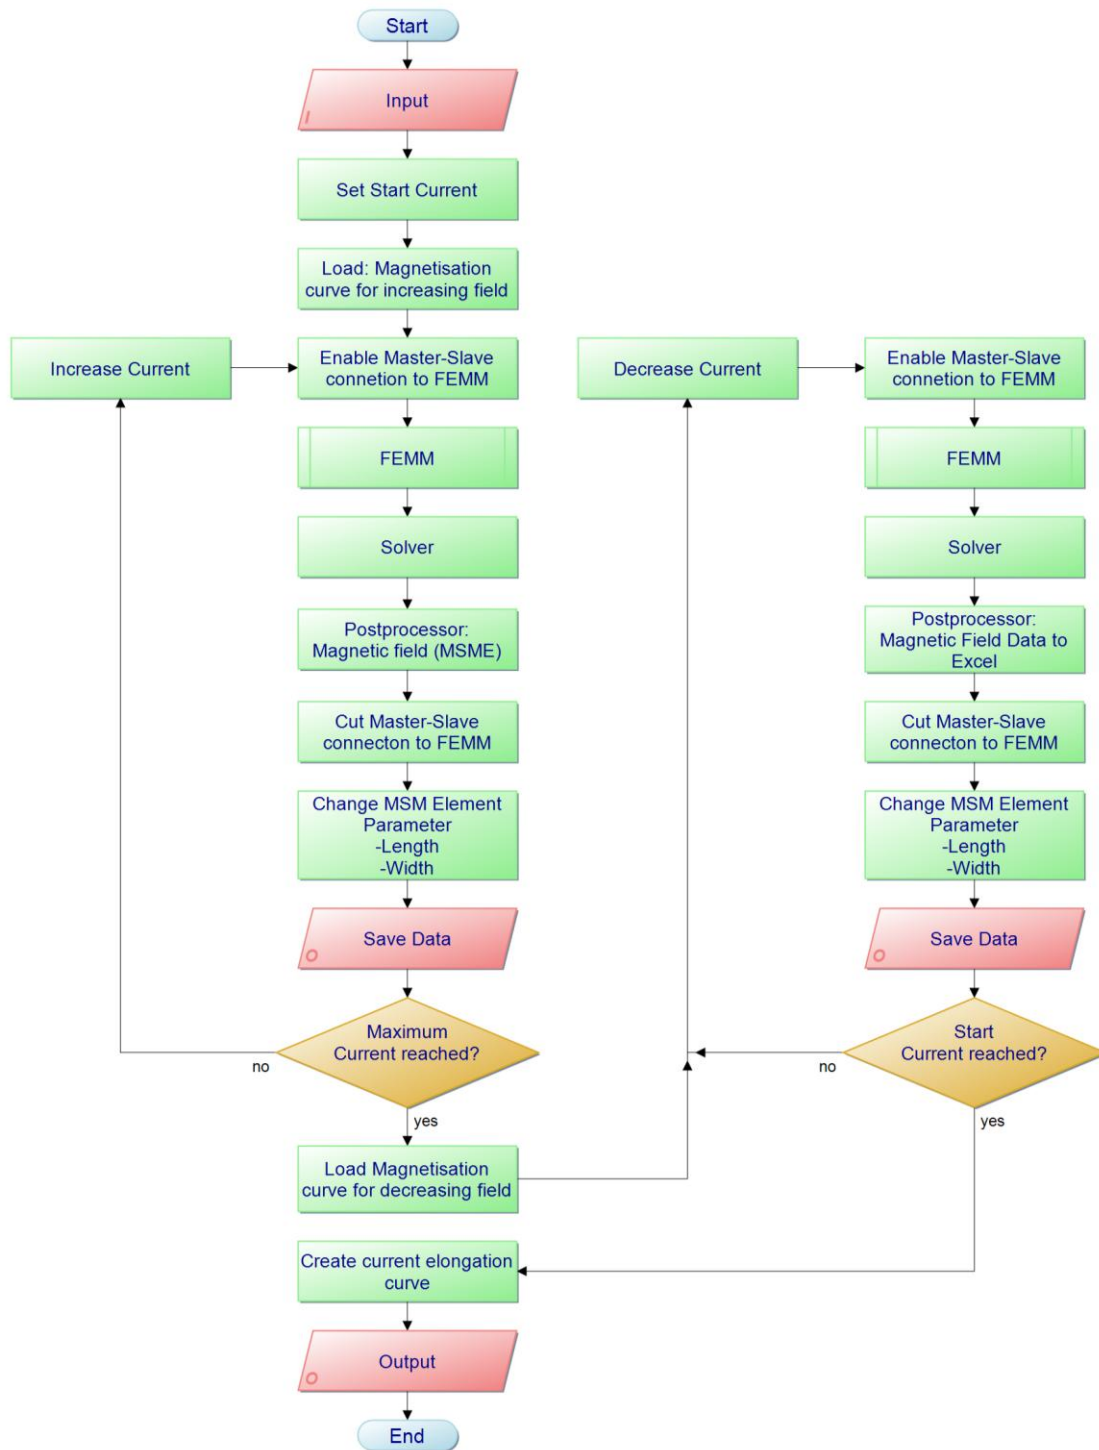 Start
Input
I
Set Start Current
Load: Magnetisation
curve for increasing field
Increase Current
Enable Master-Slave
connetion to FEMM
FEMM
Solver
Postprocessor:
Magnetic field (MSME)
Cut Master-Slave
connecton to FEMM
Change MSM Element
Parameter
-Length
-Width
Save Data
O
Maximum
Current reached?
no
yes
Load Magnetisation
curve for decreasing field
Decrease Current
Enable Master-Slave
connetion to FEMM
FEMM
Solver
Postprocessor:
Magnetic Field Data to
Excel
Cut Master-Slave
connecton to FEMM
Change MSM Element
Parameter
-Length
-Width
Save Data
O
Start
Current reached?
no
yes
Create current elongation
curve
Output
O
End